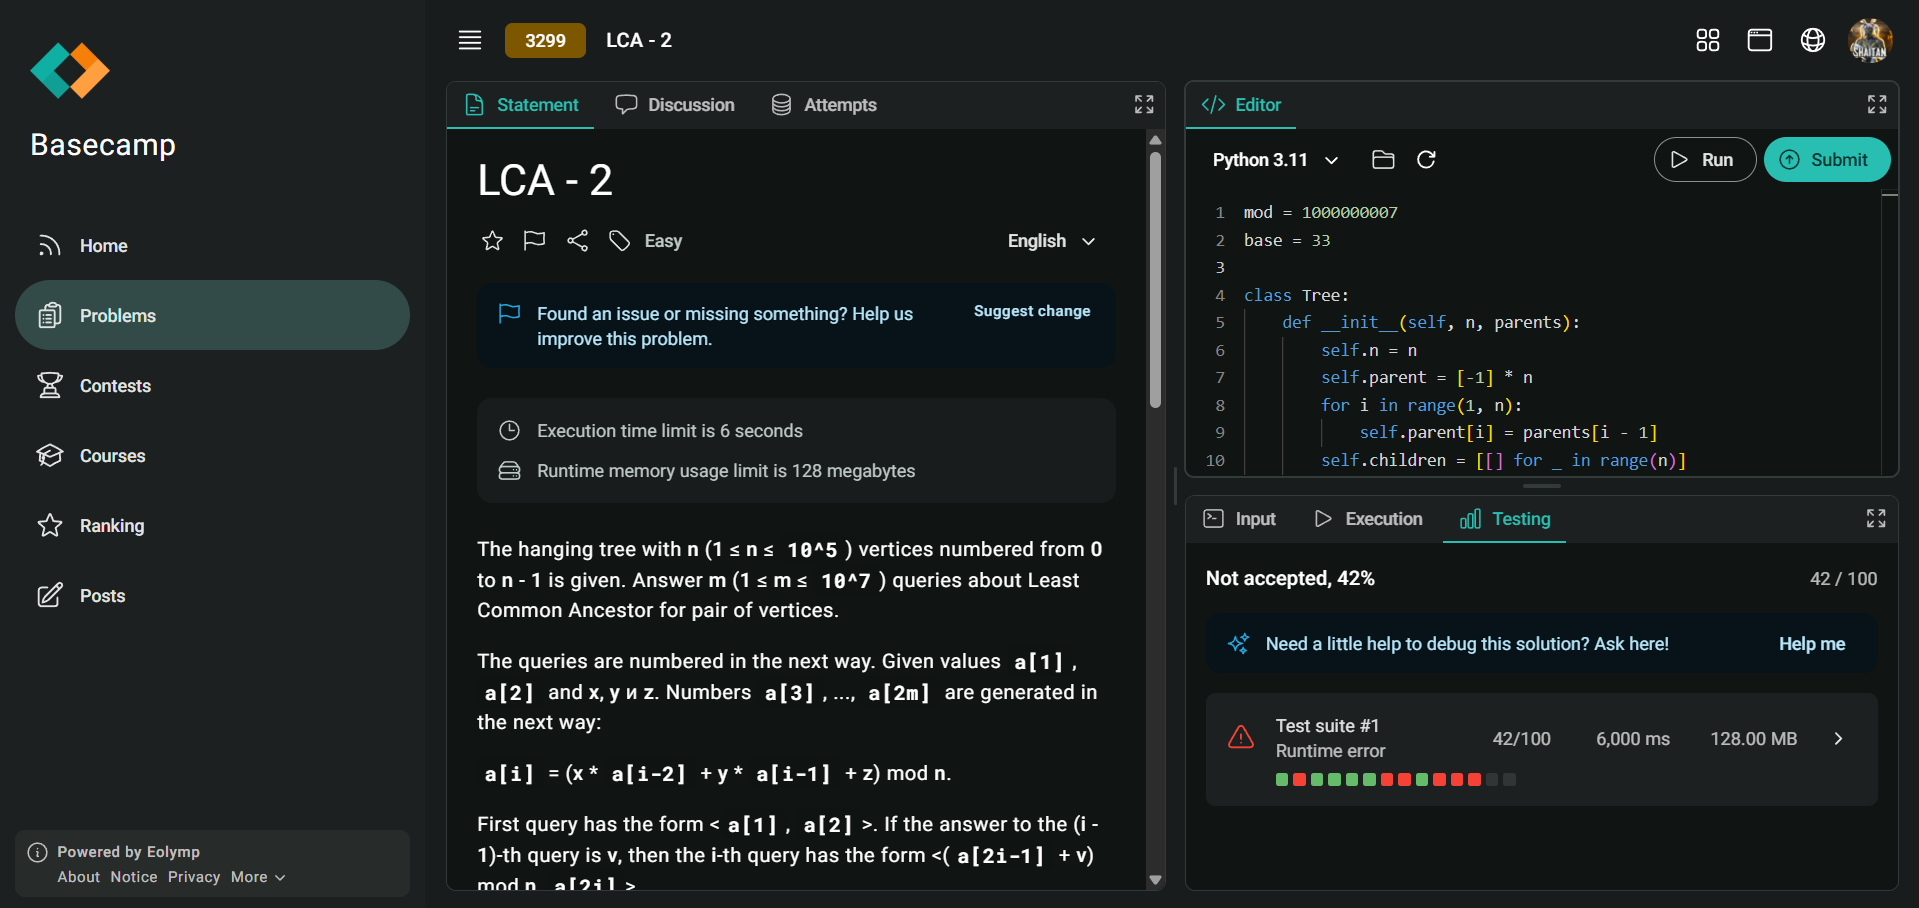 Basecamp
Home
Problems
Contests
Courses
Ranking
Posts
Powered by Eolymp
About Notice Privacy More
3299
LCA - 2
SHAITAN
Statement
Discussion
Attempts
LCA - 2
Easy
English
Found an issue or missing something? Help us
improve this problem.
Suggest change
Execution time limit is 6 seconds
Runtime memory usage limit is 128 megabytes
The hanging tree with n (1 ≤ n ≤ 10^5 ) vertices numbered from 0
to n - 1 is given. Answer m (1 ≤ m ≤ 10^7 ) queries about Least
Common Ancestor for pair of vertices.
The queries are numbered in the next way. Given values a[1] ,
a[2] and x, y и z. Numbers a[3] , ..., a[2m] are generated in
the next way:
a[i] = (x * a[i-2] + y * a[i-1] + z) mod n.
First query has the form < a[1] , a[2] >. If the answer to the (i -
1)-th query is v, then the i-th query has the form <( a[2i-1] + v)
mod n, a[2i] >
Editor
Python 3.11
Run
Submit
1 mod = 1000000007
2 base = 33
3
4 class Tree:
5 def __init__(self, n, parents):
6 self.n = n
7 self.parent = [-1] * n
8 for i in range(1, n):
9 self.parent[i] = parents[i - 1]
10 self.children = [[] for _ in range(n)]
Input
Execution
Testing
Not accepted, 42%
42 / 100
Need a little help to debug this solution? Ask here!
Help me
Test suite #1
Runtime error
42/100
6,000 ms
128.00 MB